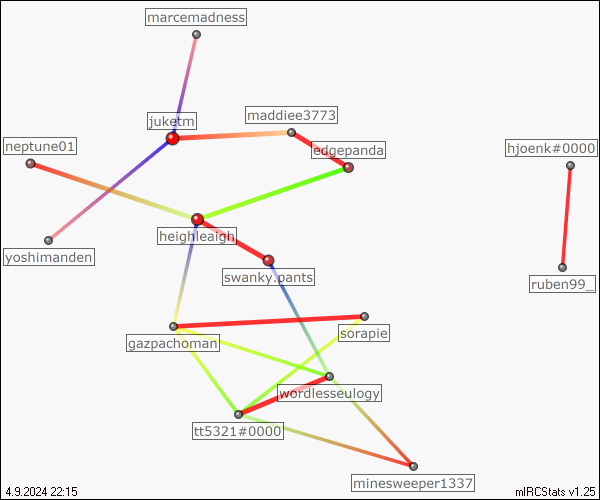 marcemadness
juketm
maddiee3773
neptune01
edgepanda
hjoenk#0000
heighleaigh
yoshimanden
swanky.pants
ruben99_
gazpachoman
sorapie
wordlesseulogy
tt5321#0000
minesweeper1337
4.9.2024 22:15
mIRCStats v1.25